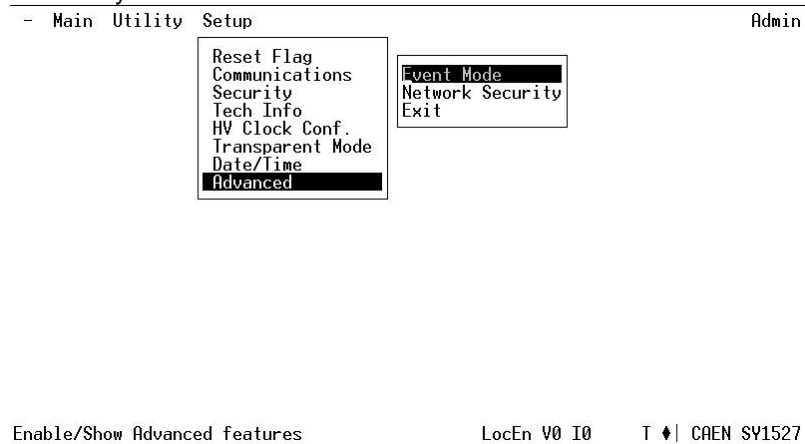 - Main Utility Setup Admin
Reset Flag
Communications
Security
Tech Info
HV Clock Conf.
Transparent Mode
Date/Time
Advanced
Event Mode
Network Security
Exit
Enable/Show Advanced features LocEn V0 I0 T ♦| CAEN SY1527